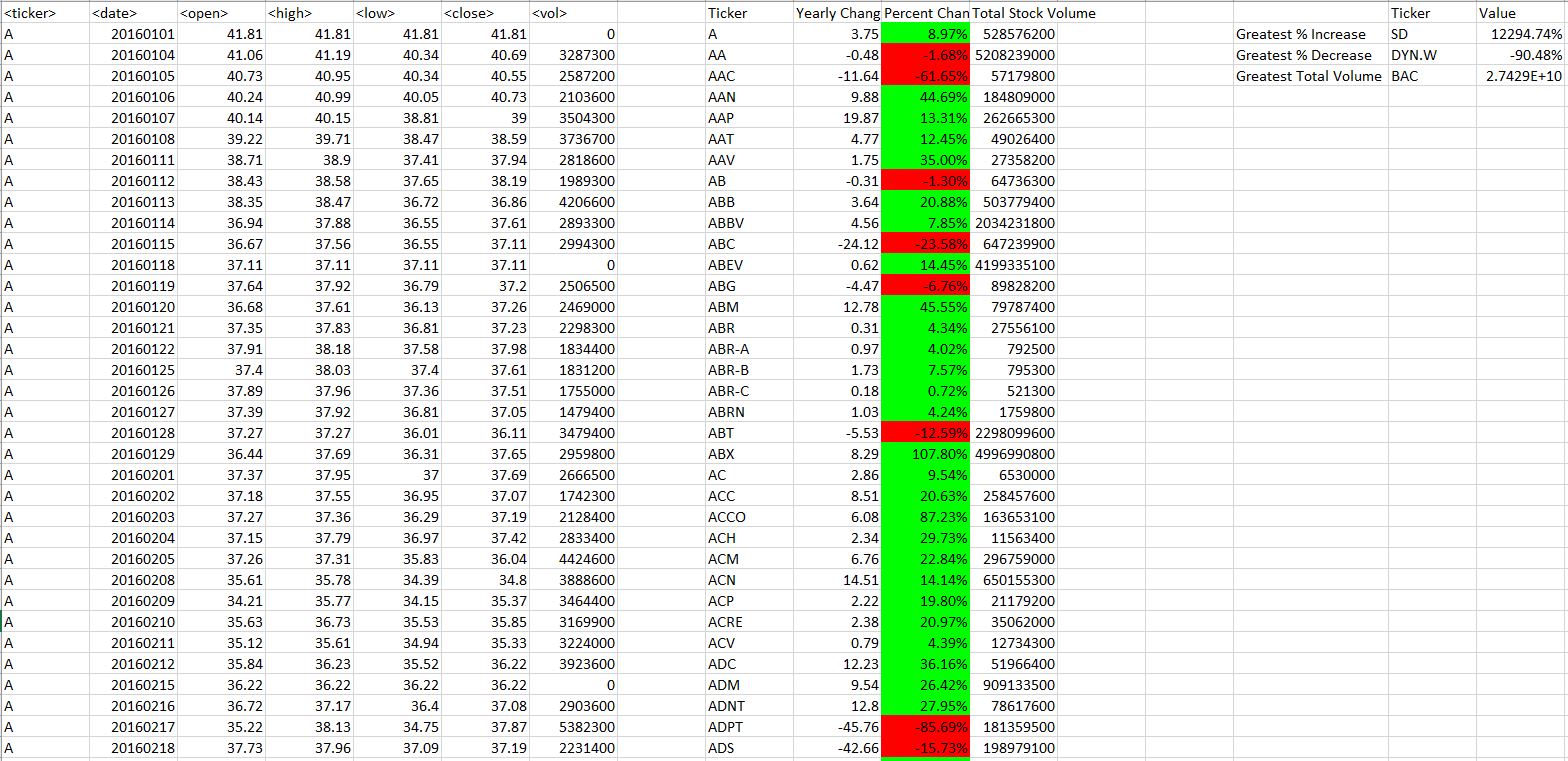 <ticker> <date> <open> <high> <low> <close> <vol> Ticker Yearly Chang Percent Chan Total Stock Volume Ticker Value
A 20160101 41.81 41.81 41.81 41.81 0 A 3.75 8.97% 528576200 Greatest % Increase SD 12294.74%
A 20160104 41.06 41.19 40.34 40.69 3287300 AA -0.48 -1.68% 5208239000 Greatest % Decrease DYN.W -90.48%
A 20160105 40.73 40.95 40.34 40.55 2587200 AAC -11.64 -61.65% 57179800 Greatest Total Volume BAC 2.7429E+10
A 20160106 40.24 40.99 40.05 40.73 2103600 AAN 9.88 44.69% 184809000
A 20160107 40.14 40.15 38.81 39 3504300 AAP 19.87 13.31% 262665300
A 20160108 39.22 39.71 38.47 38.59 3736700 AAT 4.77 12.45% 49026400
A 20160111 38.71 38.9 37.41 37.94 2818600 AAV 1.75 35.00% 27358200
A 20160112 38.43 38.58 37.65 38.19 1989300 AB -0.31 -1.30% 64736300
A 20160113 38.35 38.47 36.72 36.86 4206600 ABB 3.64 20.88% 503779400
A 20160114 36.94 37.88 36.55 37.61 2893300 ABBV 4.56 7.85% 2034231800
A 20160115 36.67 37.56 36.55 37.11 2994300 ABC -24.12 -23.58% 647239900
A 20160118 37.11 37.11 37.11 37.11 0 ABEV 0.62 14.45% 4199335100
A 20160119 37.64 37.92 36.79 37.2 2506500 ABG -4.47 -6.76% 89828200
A 20160120 36.68 37.61 36.13 37.26 2469000 ABM 12.78 45.55% 79787400
A 20160121 37.35 37.83 36.81 37.23 2298300 ABR 0.31 4.34% 27556100
A 20160122 37.91 38.18 37.58 37.98 1834400 ABR-A 0.97 4.02% 792500
A 20160125 37.4 38.03 37.4 37.61 1831200 ABR-B 1.73 7.57% 795300
A 20160126 37.89 37.96 37.36 37.51 1755000 ABR-C 0.18 0.72% 521300
A 20160127 37.39 37.92 36.81 37.05 1479400 ABRN 1.03 4.24% 1759800
A 20160128 37.27 37.27 36.01 36.11 3479400 ABT -5.53 -12.59% 2298099600
A 20160129 36.44 37.69 36.31 37.65 2959800 ABX 8.29 107.80% 4996990800
A 20160201 37.37 37.95 37 37.69 2666500 AC 2.86 9.54% 6530000
A 20160202 37.18 37.55 36.95 37.07 1742300 ACC 8.51 20.63% 258457600
A 20160203 37.27 37.36 36.29 37.19 2128400 ACCO 6.08 87.23% 163653100
A 20160204 37.15 37.79 36.97 37.42 2833400 ACH 2.34 29.73% 11563400
A 20160205 37.26 37.31 35.83 36.04 4424600 ACM 6.76 22.84% 296759000
A 20160208 35.61 35.78 34.39 34.8 3888600 ACN 14.51 14.14% 650155300
A 20160209 34.21 35.77 34.15 35.37 3464400 ACP 2.22 19.80% 21179200
A 20160210 35.63 36.73 35.53 35.85 3169900 ACRE 2.38 20.97% 35062000
A 20160211 35.12 35.61 34.94 35.33 3224000 ACV 0.79 4.39% 12734300
A 20160212 35.84 36.23 35.52 36.22 3923600 ADC 12.23 36.16% 51966400
A 20160215 36.22 36.22 36.22 36.22 0 ADM 9.54 26.42% 909133500
A 20160216 36.72 37.17 36.4 37.08 2903600 ADNT 12.8 27.95% 78617600
A 20160217 35.22 38.13 34.75 37.87 5382300 ADPT -45.76 -85.69% 181359500
A 20160218 37.73 37.96 37.09 37.19 2231400 ADS -42.66 -15.73% 198979100